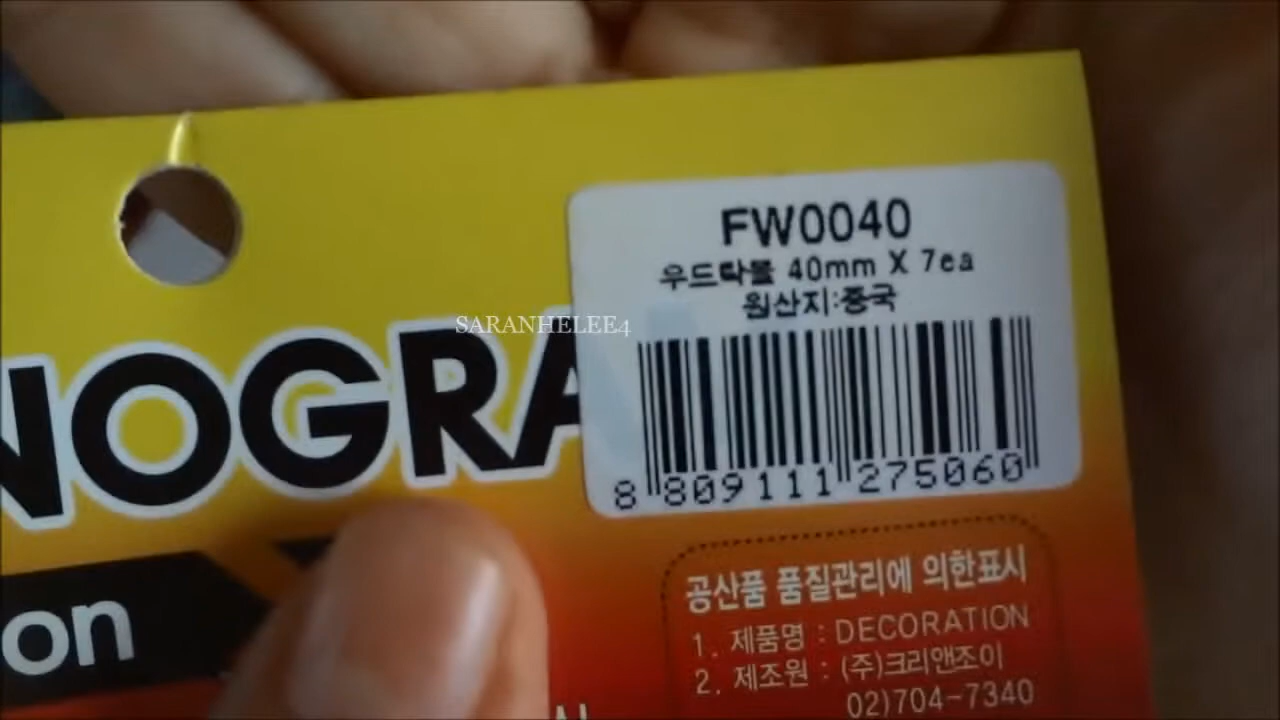 FW0040
우드락볼 40mm X 7ea
원산지:중국
SARANHELEE4
NOGRA
8 809111 275060
on
공산품 품질관리에 의한표시
1. 제품명 : DECORATION
2. 제조원 : (주)크리앤조이
02)704-7340